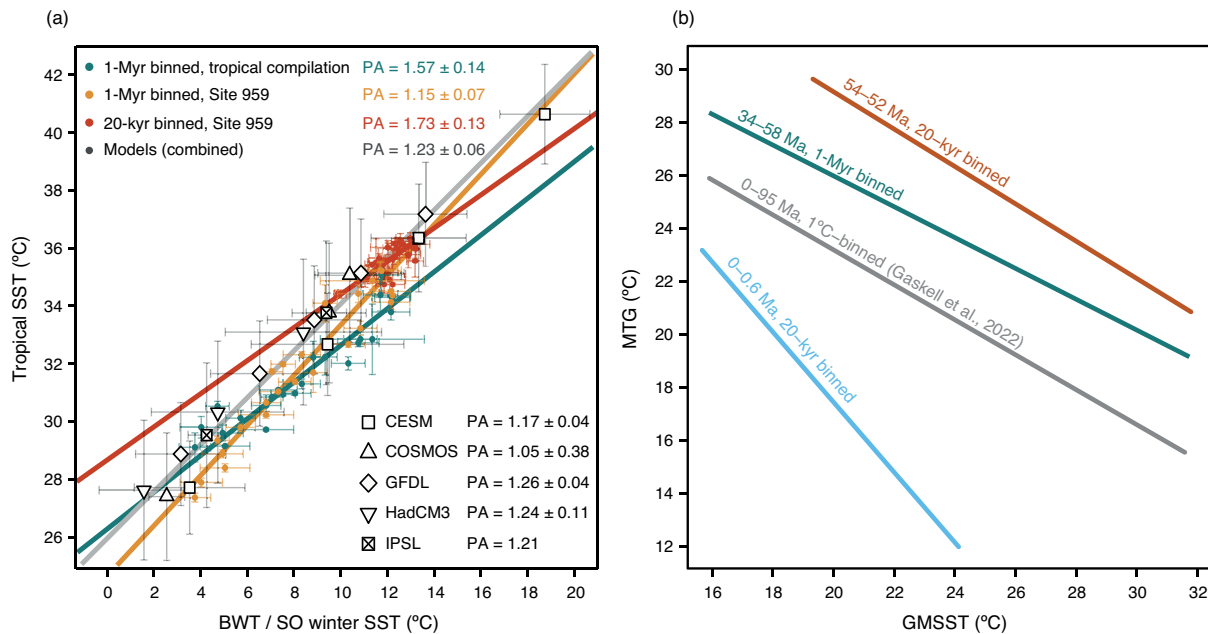 (a)
1-Myr binned, tropical compilation PA = 1.57 ± 0.14
1-Myr binned, Site 959 PA = 1.15 ± 0.07
20-kyr binned, Site 959 PA = 1.73 ± 0.13
Models (combined) PA = 1.23 ± 0.06
CESM PA = 1.17 ± 0.04
COSMOS PA = 1.05 ± 0.38
GFDL PA = 1.26 ± 0.04
HadCM3 PA = 1.24 ± 0.11
IPSL PA = 1.21
Tropical SST (ºC)
42
40
38
36
34
32
30
28
26
0 2 4 6 8 10 12 14 16 18 20
BWT / SO winter SST (ºC)
(b)
54–52 Ma, 20-kyr binned
34–58 Ma, 1-Myr binned
0–95 Ma, 1ºC-binned (Gaskell et al., 2022)
0–0.6 Ma, 20-kyr binned
MTG (ºC)
30
28
26
24
22
20
18
16
14
12
16 18 20 22 24 26 28 30 32
GMSST (ºC)